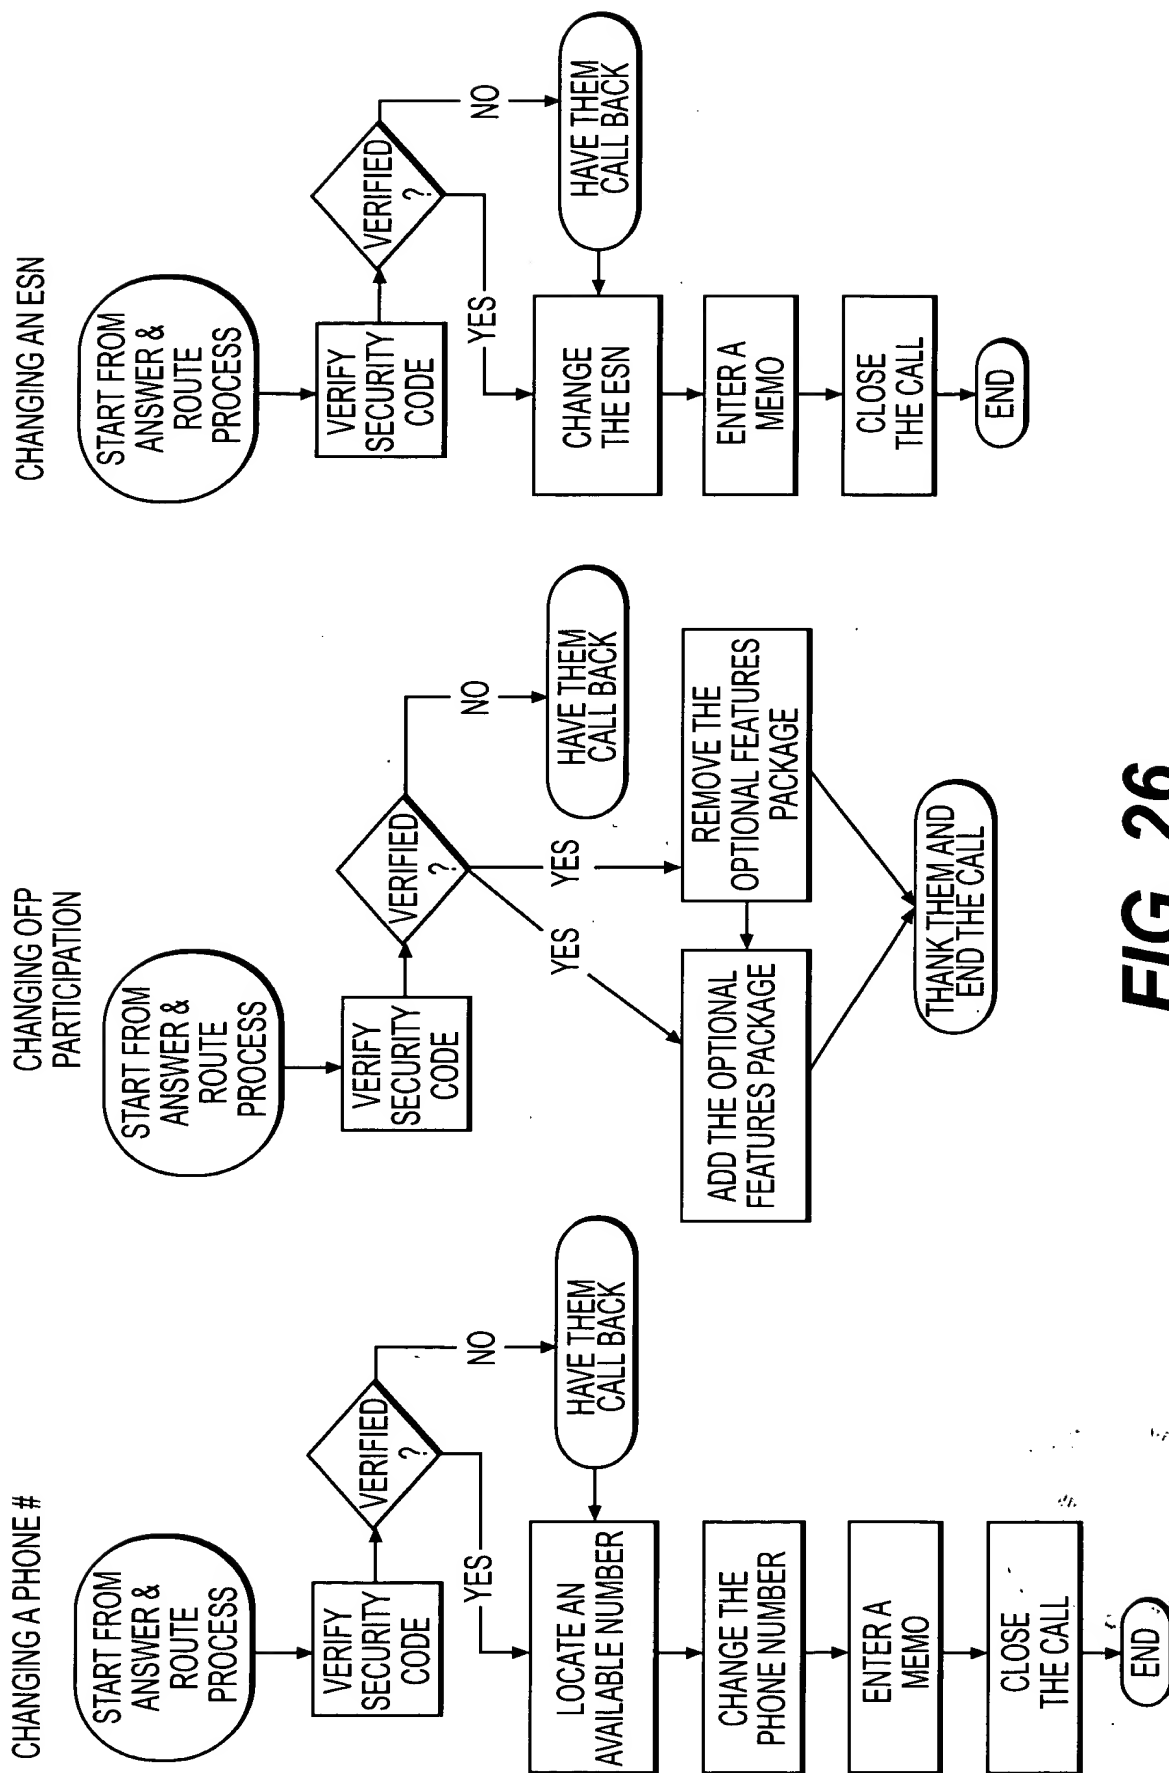 CHANGING A PHONE #
START FROM
ANSWER &
ROUTE
PROCESS
VERIFY
SECURITY
CODE
VERIFIED
?
NO
YES
HAVE THEM
CALL BACK
LOCATE AN
AVAILABLE NUMBER
CHANGE THE
PHONE NUMBER
ENTER A
MEMO
CLOSE
THE CALL
END
CHANGING OFP
PARTICIPATION
START FROM
ANSWER &
ROUTE
PROCESS
VERIFY
SECURITY
CODE
VERIFIED
?
NO
YES
YES
HAVE THEM
CALL BACK
ADD THE OPTIONAL
FEATURES PACKAGE
REMOVE THE
OPTIONAL FEATURES
PACKAGE
THANK THEM AND
END THE CALL
CHANGING AN ESN
START FROM
ANSWER &
ROUTE
PROCESS
VERIFY
SECURITY
CODE
VERIFIED
?
NO
YES
HAVE THEM
CALL BACK
CHANGE
THE ESN
ENTER A
MEMO
CLOSE
THE CALL
END
FIG 26